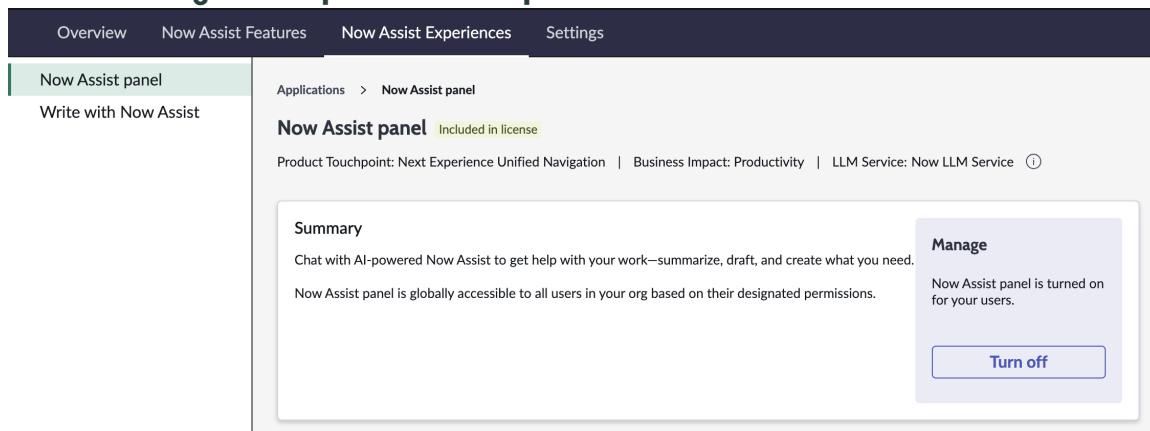 Overview Now Assist Features Now Assist Experiences Settings
Now Assist panel
Write with Now Assist
Applications > Now Assist panel
Now Assist panel Included in license
Product Touchpoint: Next Experience Unified Navigation | Business Impact: Productivity | LLM Service: Now LLM Service
Summary
Chat with AI-powered Now Assist to get help with your work—summarize, draft, and create what you need.
Now Assist panel is globally accessible to all users in your org based on their designated permissions.
Manage
Now Assist panel is turned on
for your users.
Turn off